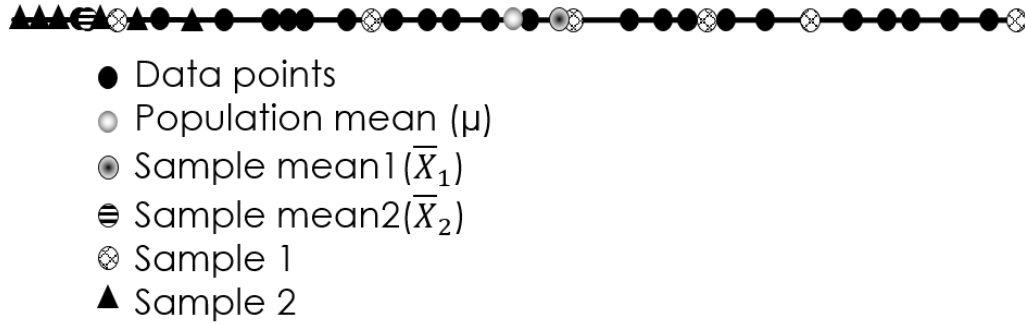 Data points
Population mean (μ)
Sample mean1(X̅₁)
Sample mean2(X̅₂)
Sample 1
Sample 2